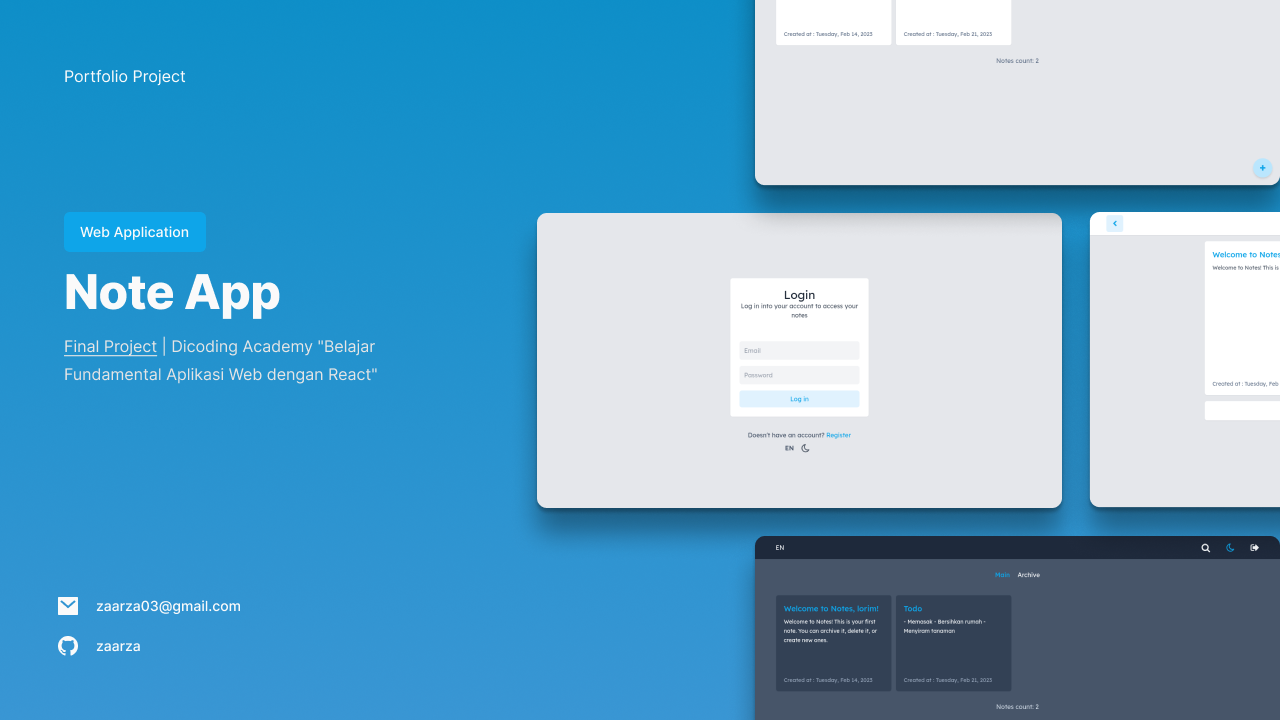 Portfolio Project
Web Application
Note App
Final Project | Dicoding Academy "Belajar
Fundamental Aplikasi Web dengan React"
zaarza03@gmail.com
zaarza
Created at : Tuesday, Feb 14, 2023
Created at : Tuesday, Feb 21, 2023
Notes count: 2
+
Login
Log in into your account to access your
notes
Email
Password
Log in
Doesn't have an account? Register
EN
Welcome to Notes
Welcome to Notes! This is
Created at : Tuesday, Feb
EN
Main Archive
Welcome to Notes, lorim!
Welcome to Notes! This is your first
note. You can archive it, delete it, or
create new ones.
Created at : Tuesday, Feb 14, 2023
Todo
- Memasak - Bersihkan rumah -
Menyiram tanaman
Created at : Tuesday, Feb 21, 2023
Notes count: 2